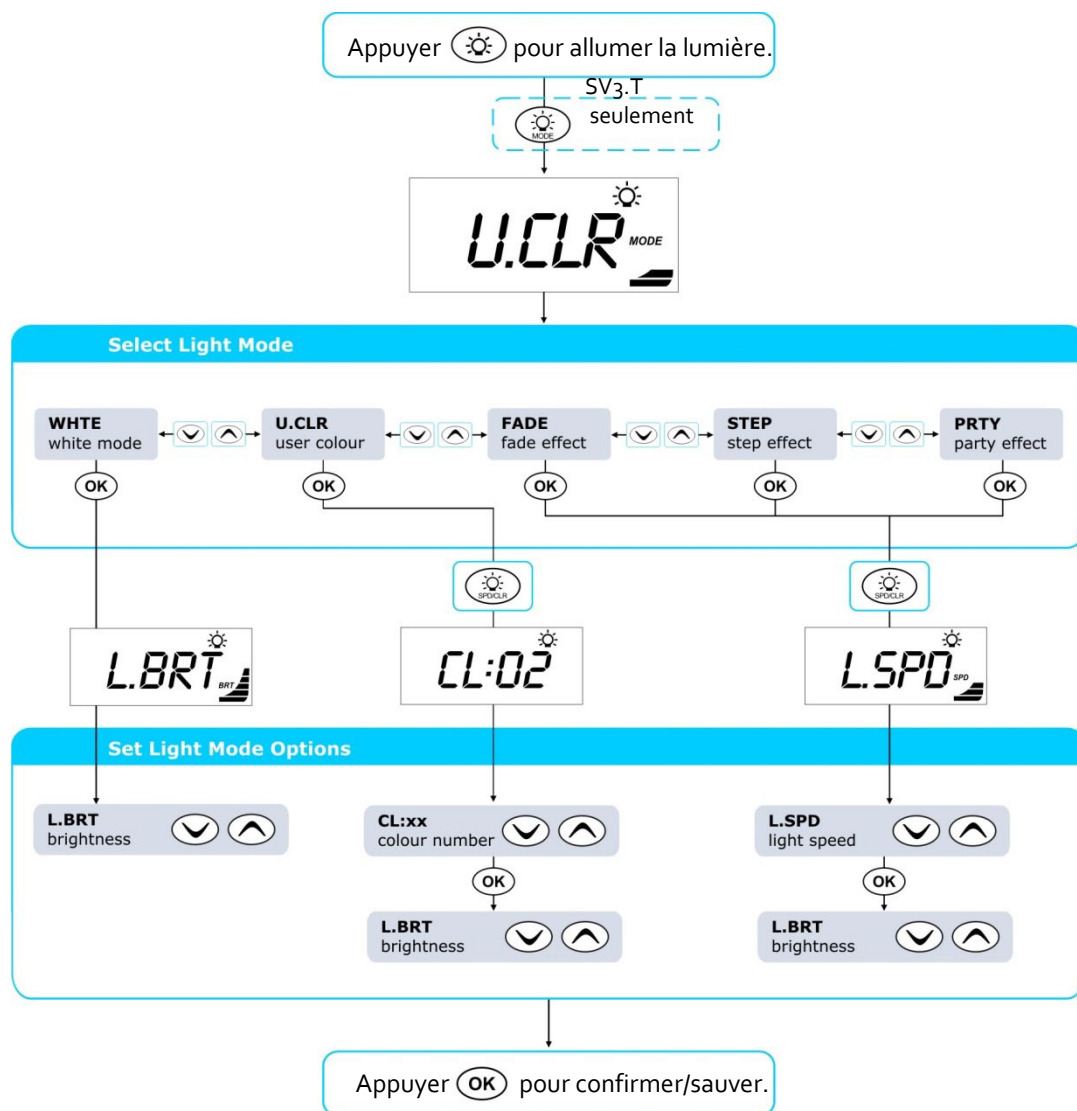 Appuyer pour allumer la lumière.
SV3.T
seulement
MODE
U.CLR MODE
Select Light Mode
WHTE
white mode
U.CLR
user colour
FADE
fade effect
STEP
step effect
PRTY
party effect
OK OK OK OK OK
SPD/CLR SPD/CLR
L.BRT BRT
CL:02
L.SPD SPD
Set Light Mode Options
L.BRT
brightness
CL:xx
colour number
L.SPD
light speed
OK OK
L.BRT
brightness
L.BRT
brightness
Appuyer OK pour confirmer/sauver.